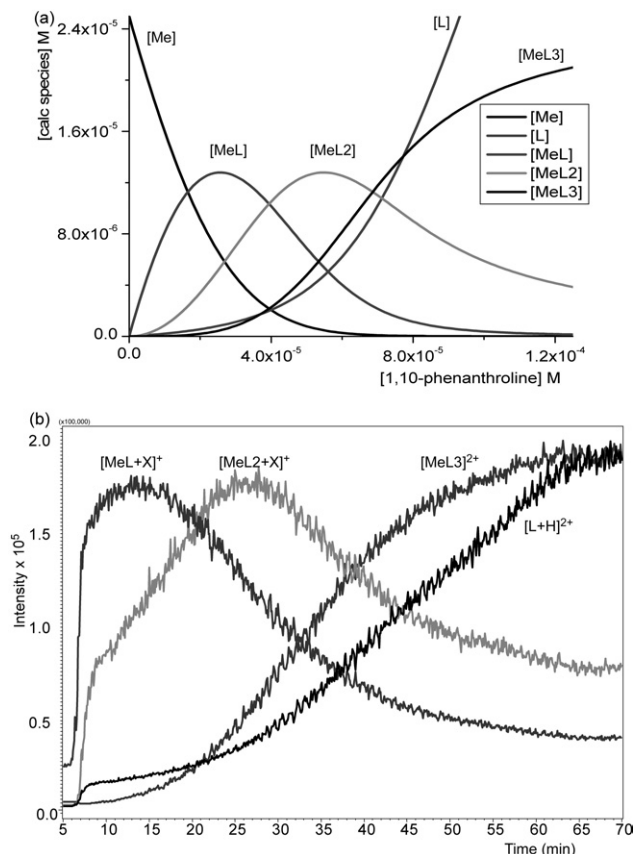 (a)
[calc species] M
2.4x10-5
1.6x10-5
8.0x10-6
0.0
[Me]
[L]
[MeL3]
[MeL]
[MeL2]
[Me]
[L]
[MeL]
[MeL2]
[MeL3]
0.0
4.0x10-5
8.0x10-5
1.2x10-4
[1,10-phenanthroline] M
(b)
(x100,000)
Intensity x 10⁵
2.0
1.5
1.0
0.5
0.0
[MeL+X]⁺
[MeL2+X]⁺
[MeL3]²⁺
[L+H]²⁺
5 10 15 20 25 30 35 40 45 50 55 60 65 70
Time (min)